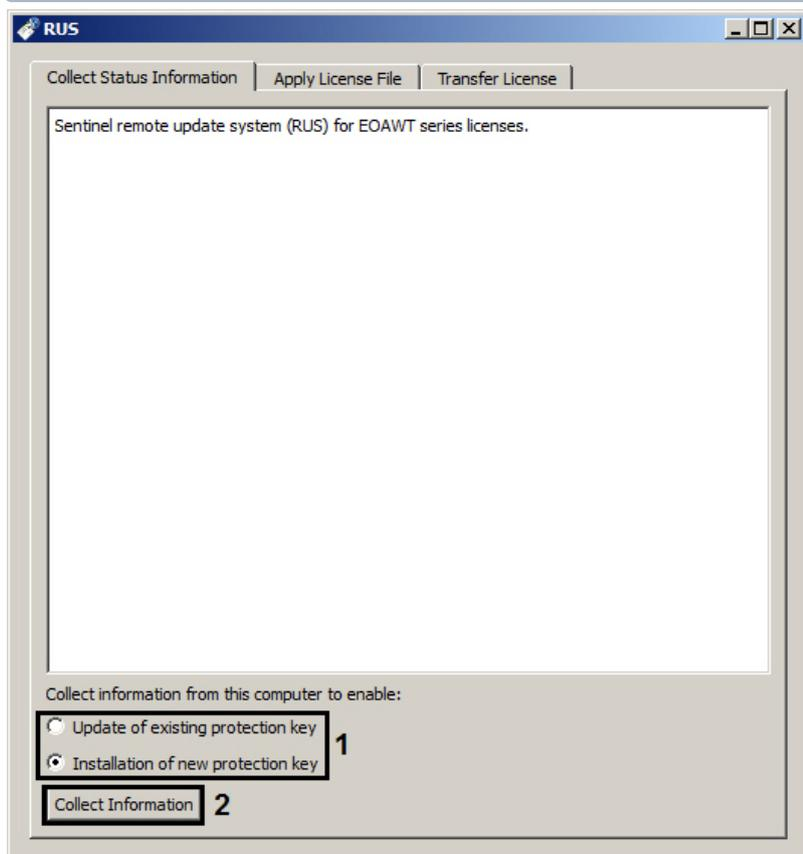 RUS
Collect Status Information Apply License File Transfer License
Sentinel remote update system (RUS) for EOAWT series licenses.
Collect information from this computer to enable:
Update of existing protection key
1
Installation of new protection key
Collect Information 2